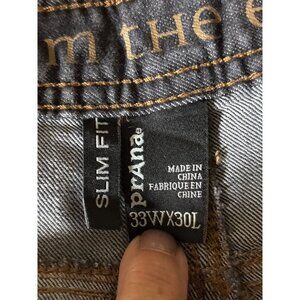 m THE
SLIM FIT
prAna®
MADE IN
CHINA
FABRIQUE EN
CHINE
33WX30L